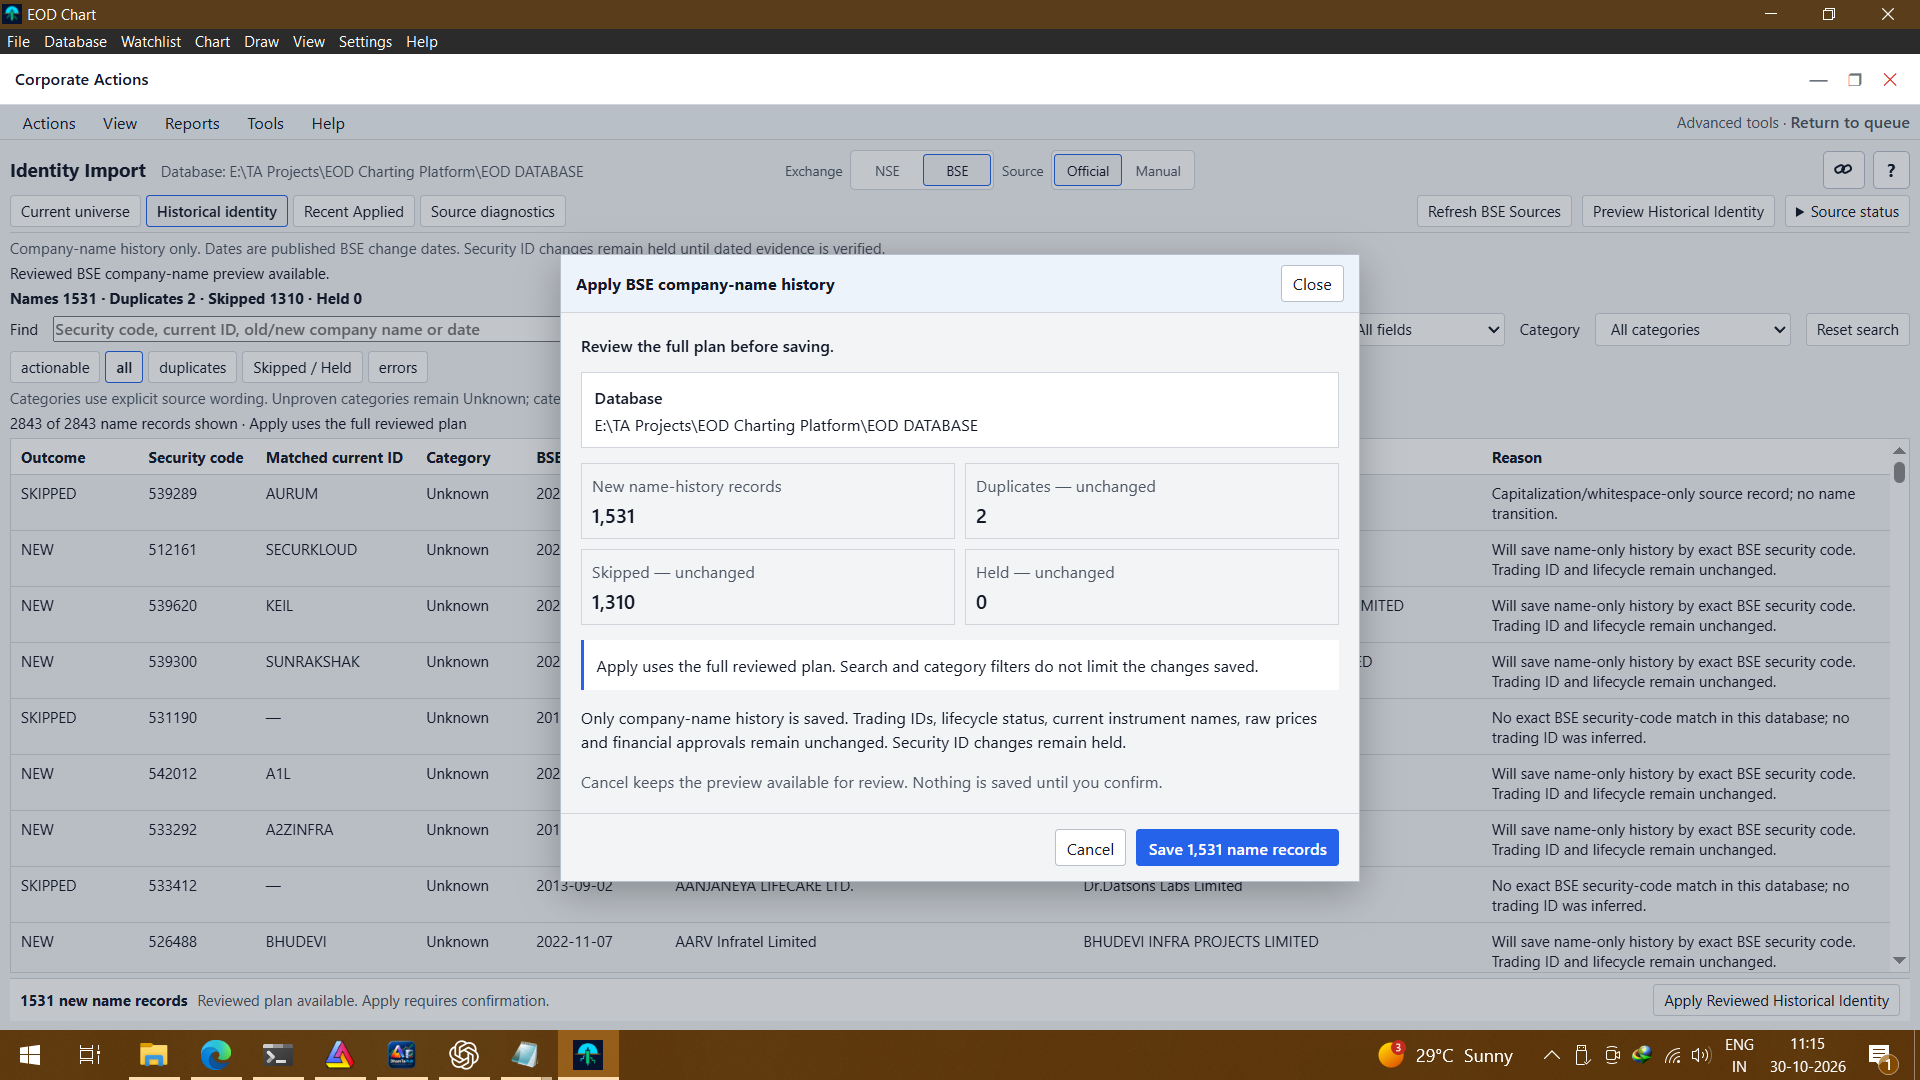 EOD Chart
File Database Watchlist Chart Draw View Settings Help
Corporate Actions
Actions View Reports Tools Help
Advanced tools · Return to queue
Identity Import Database: E:\TA Projects\EOD Charting Platform\EOD DATABASE
Exchange NSE BSE Source Official Manual ?
Current universe Historical identity Recent Applied Source diagnostics
Refresh BSE Sources Preview Historical Identity ▶ Source status
Company-name history only. Dates are published BSE change dates. Security ID changes remain held until dated evidence is verified.
Reviewed BSE company-name preview available.
Names 1531 · Duplicates 2 · Skipped 1310 · Held 0
Find Security code, current ID, old/new company name or date
All fields Category All categories Reset search
actionable all duplicates Skipped / Held errors
Categories use explicit source wording. Unproven categories remain Unknown;
2843 of 2843 name records shown · Apply uses the full reviewed plan
Outcome Security code Matched current ID Category BSE Reason
SKIPPED 539289 AURUM Unknown 202 Capitalization/whitespace-only source record; no name
transition.
NEW 512161 SECURKLOUD Unknown 202 Will save name-only history by exact BSE security code.
Trading ID and lifecycle remain unchanged.
NEW 539620 KEIL Unknown 202 MITED Will save name-only history by exact BSE security code.
Trading ID and lifecycle remain unchanged.
NEW 539300 SUNRAKSHAK Unknown 202 ED Will save name-only history by exact BSE security code.
Trading ID and lifecycle remain unchanged.
SKIPPED 531190 — Unknown 201 No exact BSE security-code match in this database; no
trading ID was inferred.
NEW 542012 A1L Unknown 202 Will save name-only history by exact BSE security code.
Trading ID and lifecycle remain unchanged.
NEW 533292 A2ZINFRA Unknown 201 Will save name-only history by exact BSE security code.
Trading ID and lifecycle remain unchanged.
SKIPPED 533412 — Unknown 2013-09-02 AANJANEYA LIFECARE LTD. Dr.Datsons Labs Limited No exact BSE security-code match in this database; no
trading ID was inferred.
NEW 526488 BHUDEVI Unknown 2022-11-07 AARV Infratel Limited BHUDEVI INFRA PROJECTS LIMITED Will save name-only history by exact BSE security code.
Trading ID and lifecycle remain unchanged.
Apply BSE company-name history Close
Review the full plan before saving.
Database
E:\TA Projects\EOD Charting Platform\EOD DATABASE
New name-history records
1,531
Duplicates — unchanged
2
Skipped — unchanged
1,310
Held — unchanged
0
Apply uses the full reviewed plan. Search and category filters do not limit the changes saved.
Only company-name history is saved. Trading IDs, lifecycle status, current instrument names, raw prices
and financial approvals remain unchanged. Security ID changes remain held.
Cancel keeps the preview available for review. Nothing is saved until you confirm.
Cancel Save 1,531 name records
1531 new name records Reviewed plan available. Apply requires confirmation.
Apply Reviewed Historical Identity
3 29°C Sunny
ENG
IN
11:15
30-10-2026
1